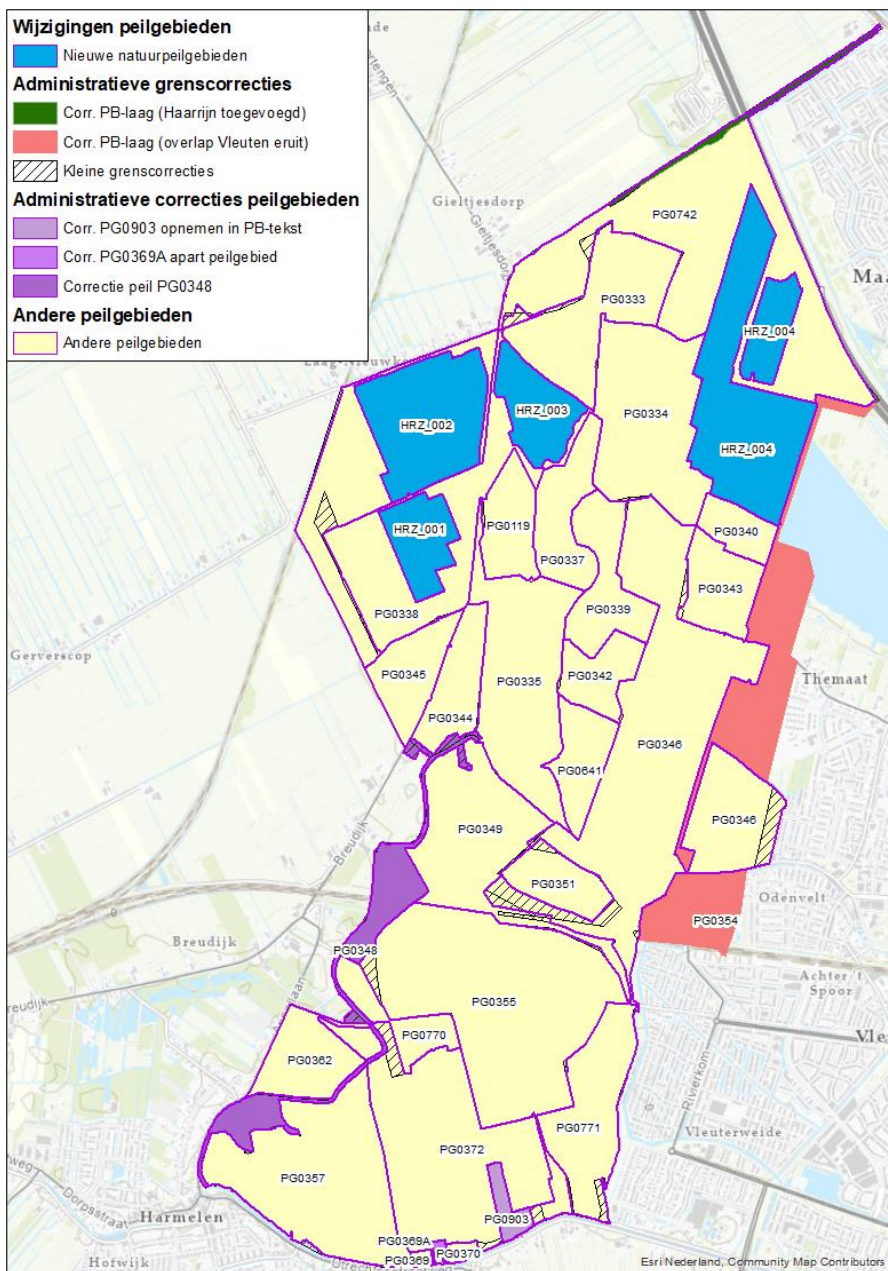 Wijzigingen peilgebieden
Nieuwe natuurpeilgebieden
Administratieve grenscorrecties
Corr. PB-laag (Haarrijn toegevoegd)
Corr. PB-laag (overlap Vleuten eruit)
Kleine grenscorrecties
Administratieve correcties peilgebieden
Corr. PG0903 opnemen in PB-tekst
Corr. PG0369A apart peilgebied
Correctie peil PG0348
Andere peilgebieden
Andere peilgebieden
Gieltjesdorp
Gieltjesdorp
PG0742
PG0333
HRZ_004
HRZ_003
PG0334
HRZ_002
HRZ_004
HRZ_001
PG0119
PG0340
PG0337
PG0343
PG0338
PG0339
Gerverscop
PG0345
PG0335
PG0342
Themaat
PG0344
PG0346
PG0641
PG0346
PG0349
Breudijk
PG0351
Odenvelt
PG0354
Breudijk
PG0348
Achter 't
Spoor
PG0355
PG0770
PG0362
Rivierkom
Vleuterweide
PG0771
PG0372
PG0357
Dorpsstraat
Harmelen
PG0903
PG0369A
PG0370
PG0369
Hofwijk
Esri Nederland, Community Map Contributors